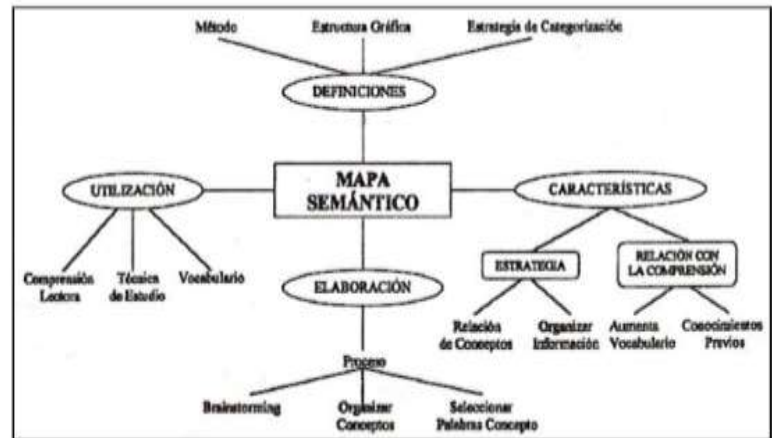 Método
Estructura Gráfica
Estrategia de Categorización
DEFINICIONES
UTILIZACIÓN
MAPA
SEMÁNTICO
CARACTERÍSTICAS
Comprensión
Lectora
Técnica
de Estudio
Vocabulario
ELABORACIÓN
ESTRATEGIA
RELACIÓN CON
LA COMPRENSIÓN
Relación
de Conceptos
Organizar
Información
Aumenta
Vocabulario
Conocimientos
Previos
Proceso
Brainstorming
Organizar
Conceptos
Seleccionar
Palabras Concepto